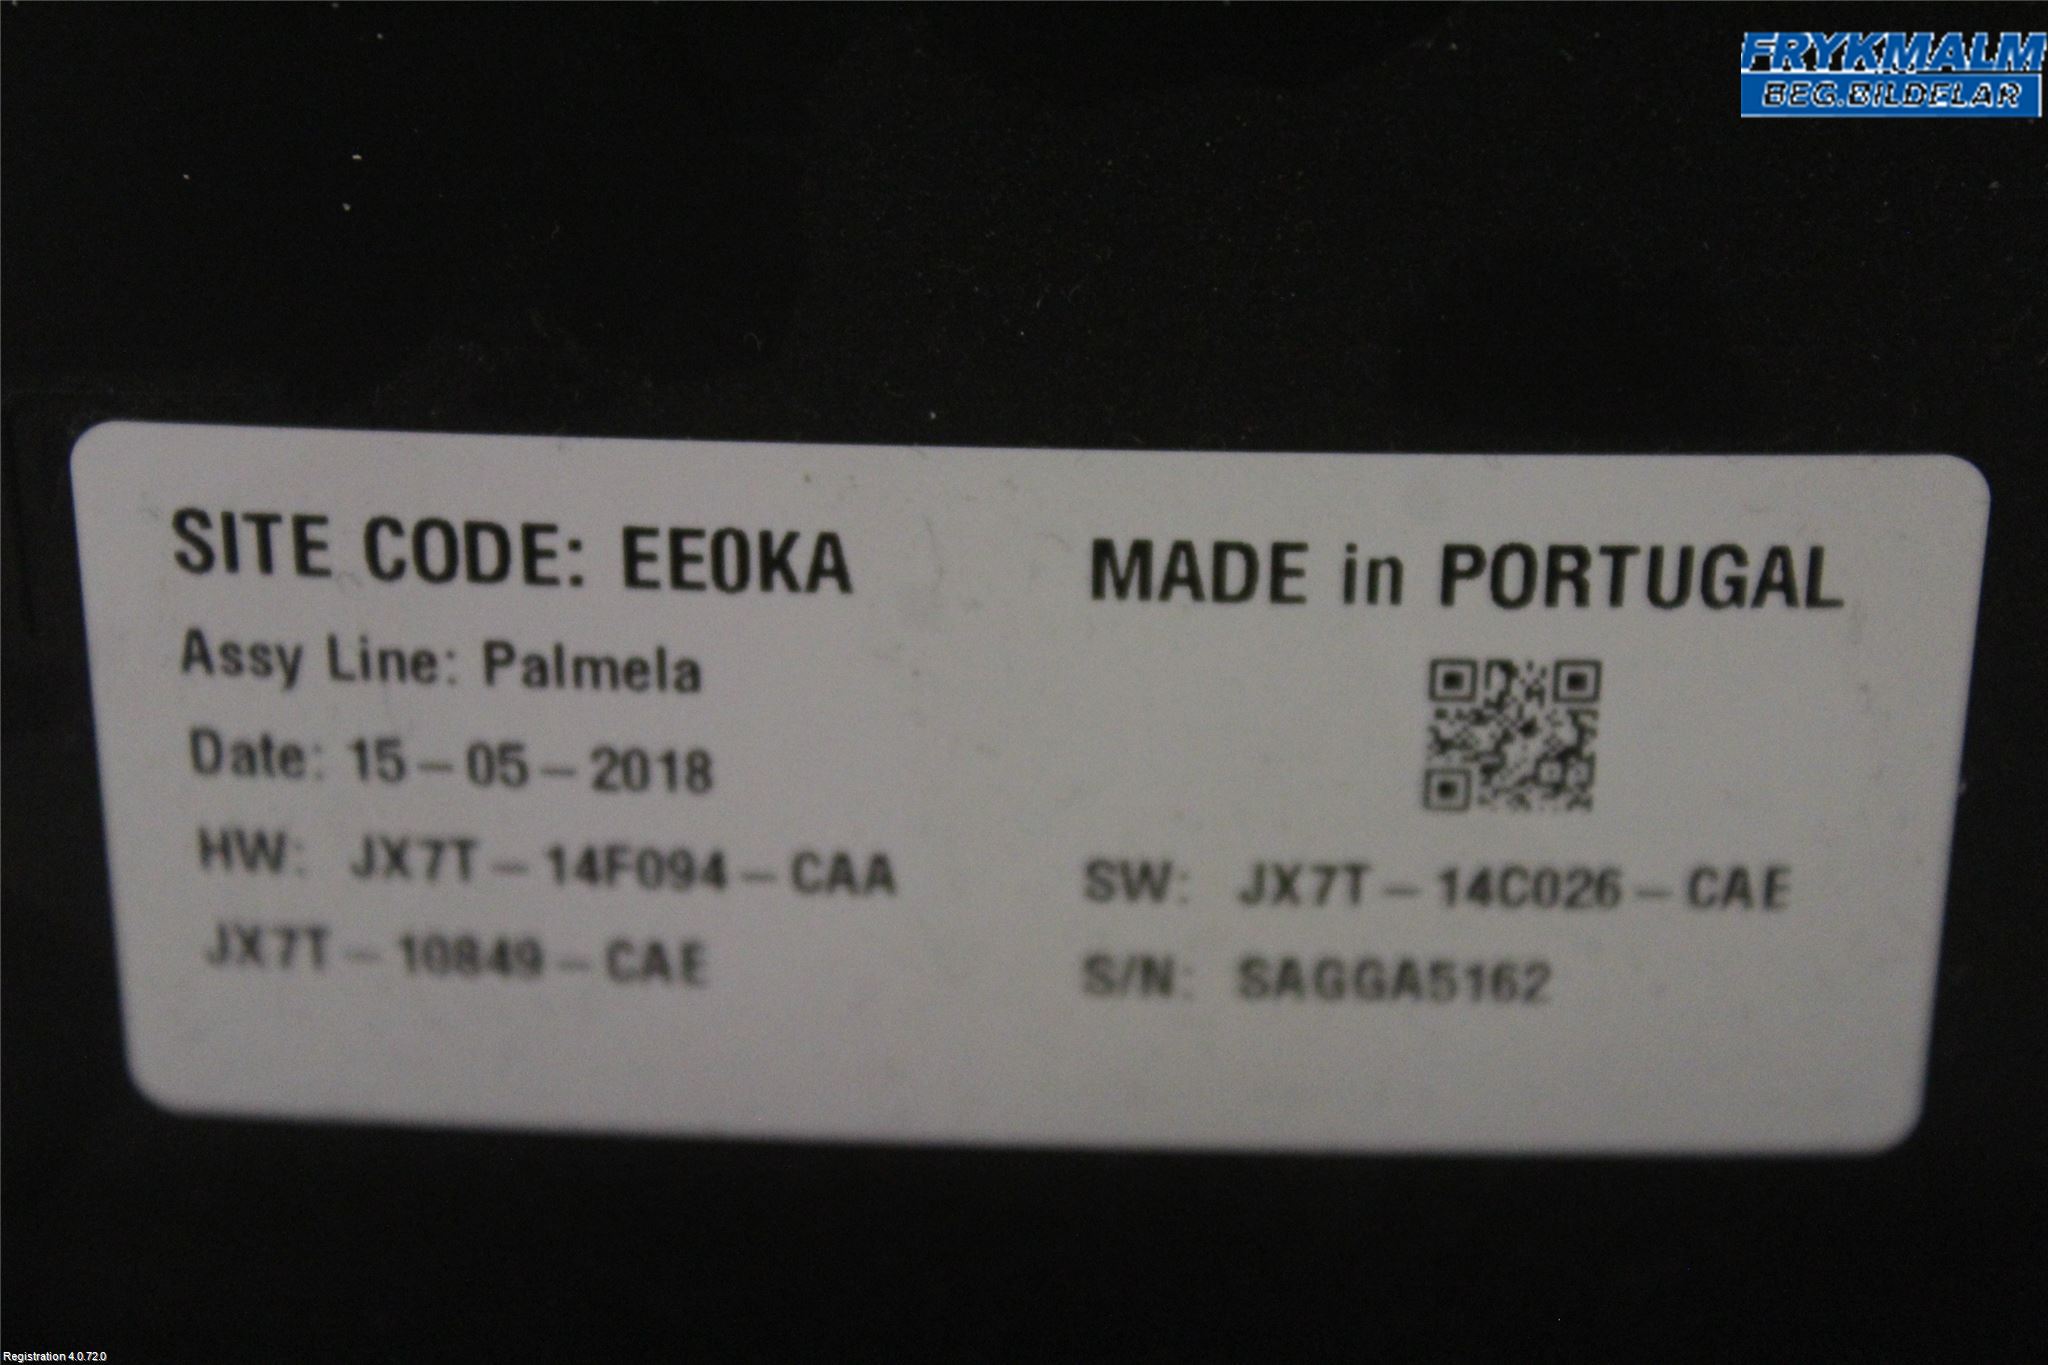 FRYKMALM
BEG.BILDELAR
SITE CODE: EE0KA
MADE in PORTUGAL
Assy Line: Palmela
Date: 15-05-2018
HW: JX7T-14F094-CAA
SW: JX7T-14C026-CAE
JX7T-10849-CAE
S/N: SAGGA5162
Registration 4.0.72.0